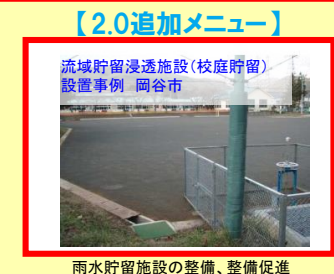 【2.0追加メニュー】
流域貯留浸透施設(校庭貯留)
設置事例　岡谷市
雨水貯留施設の整備、整備促進